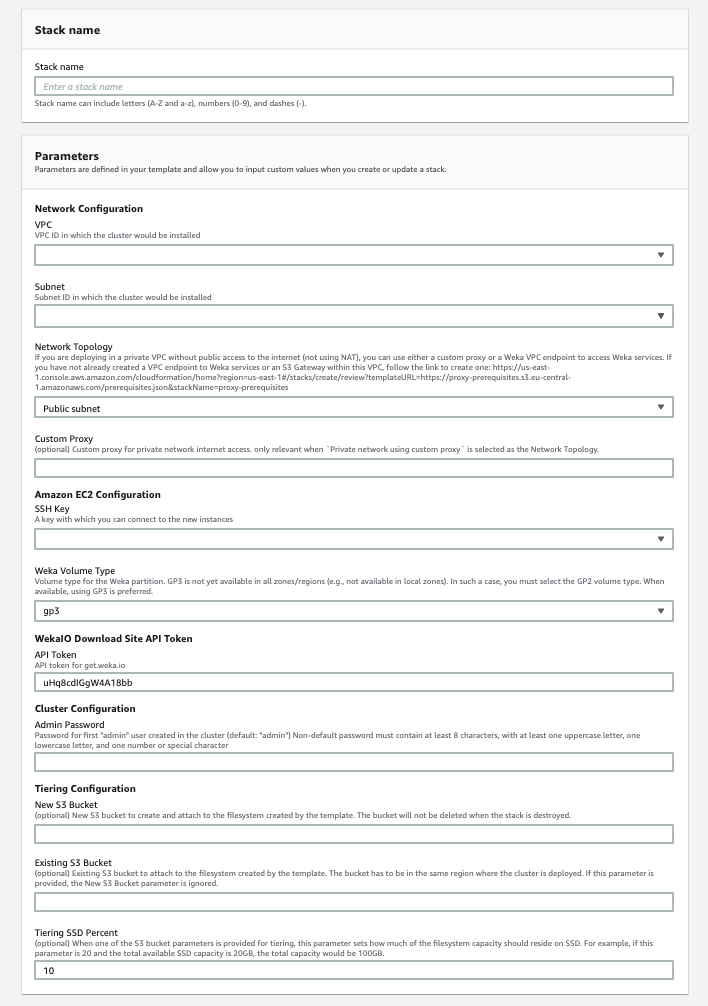 Stack name
Stack name
Enter a stack name
Stack name can include letters (A-Z and a-z), numbers (0-9), and dashes (-).
Parameters
Parameters are defined in your template and allow you to input custom values when you create or update a stack.
Network Configuration
VPC
VPC ID in which the cluster would be installed
Subnet
Subnet ID in which the cluster would be installed
Network Topology
If you are deploying in a private VPC without public access to the internet (not using NAT), you can use either a custom proxy or a Weka VPC endpoint to access Weka services. If
you have not already created a VPC endpoint to Weka services or an S3 Gateway within this VPC, follow the link to create one: https://us-east-
1.console.aws.amazon.com/cloudformation/home?region=us-east-1#/stacks/create/review?templateURL=https://proxy-prerequisites.s3.eu-central-
1.amazonaws.com/prerequisites.json&stackName=proxy-prerequisites
Public subnet
Custom Proxy
(optional) Custom proxy for private network internet access. only relevant when `Private network using custom proxy` is selected as the Network Topology.
Amazon EC2 Configuration
SSH Key
A key with which you can connect to the new instances
Weka Volume Type
Volume type for the Weka partition. GP3 is not yet available in all zones/regions (e.g., not available in local zones). In such a case, you must select the GP2 volume type. When
available, using GP3 is preferred.
gp3
WekaIO Download Site API Token
API Token
API token for get.weka.io
uHq8cdIGgW4A18bb
Cluster Configuration
Admin Password
Password for first "admin" user created in the cluster (default: "admin") Non-default password must contain at least 8 characters, with at least one uppercase letter, one
lowercase letter, and one number or special character
Tiering Configuration
New S3 Bucket
(optional) New S3 bucket to create and attach to the filesystem created by the template. The bucket will not be deleted when the stack is destroyed.
Existing S3 Bucket
(optional) Existing S3 bucket to attach to the filesystem created by the template. The bucket has to be in the same region where the cluster is deployed. If this parameter is
provided, the New S3 Bucket parameter is ignored.
Tiering SSD Percent
(optional) When one of the S3 bucket parameters is provided for tiering, this parameter sets how much of the filesystem capacity should reside on SSD. For example, if this
parameter is 20 and the total available SSD capacity is 20GB, the total capacity would be 100GB.
10